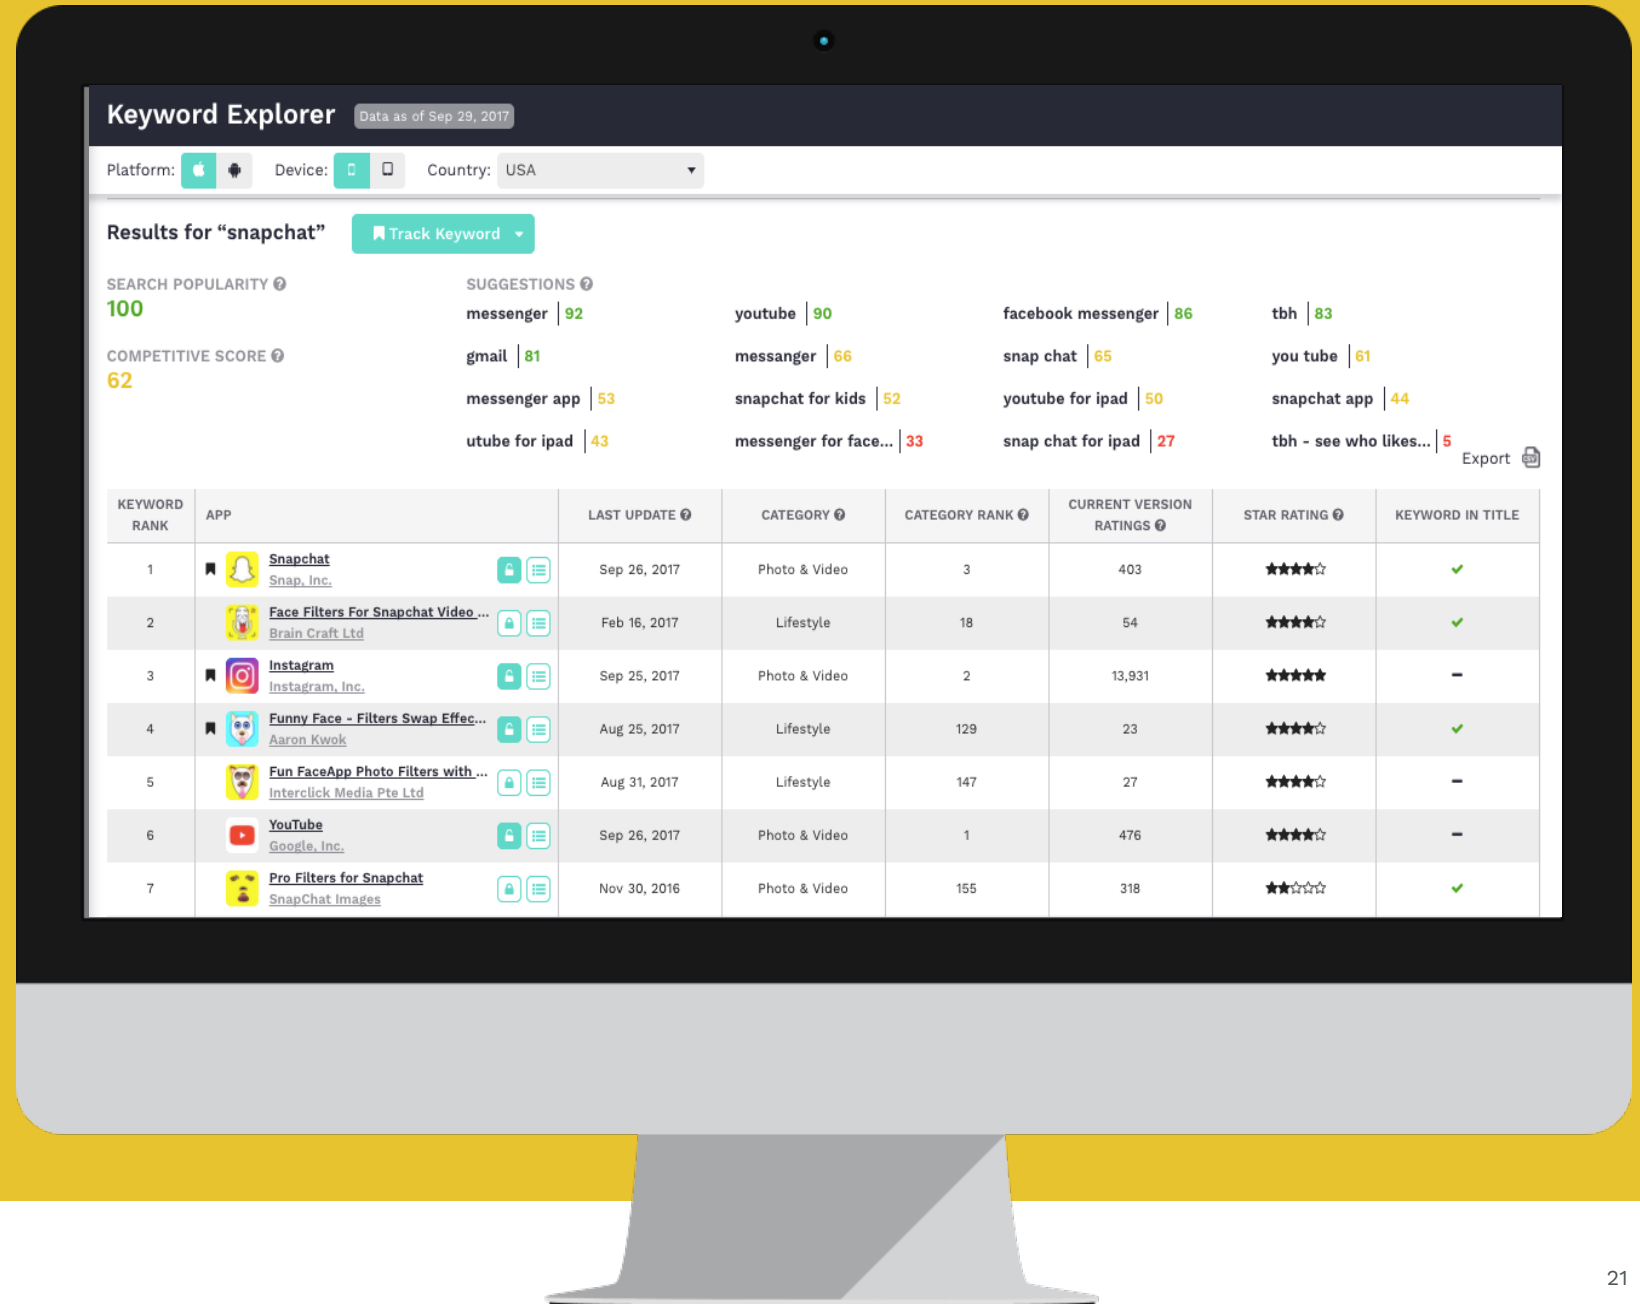 Keyword Explorer Data as of Sep 29, 2017
Platform: Device: Country: USA
Results for “snapchat” Track Keyword
SEARCH POPULARITY SUGGESTIONS
100
messenger 92 youtube 90 facebook messenger 86 tbh 83
COMPETITIVE SCORE
62
gmail 81 messanger 66 snap chat 65 you tube 61
messenger app 53 snapchat for kids 52 youtube for ipad 50 snapchat app 44
utube for ipad 43 messenger for face... 33 snap chat for ipad 27 tbh - see who likes... 5
Export CSV
KEYWORD RANK APP LAST UPDATE CATEGORY CATEGORY RANK CURRENT VERSION RATINGS STAR RATING KEYWORD IN TITLE
1 Snapchat Sep 26, 2017 Photo & Video 3 403
Snap, Inc.
2 Face Filters For Snapchat Video ... Feb 16, 2017 Lifestyle 18 54
Brain Craft Ltd
3 Instagram Sep 25, 2017 Photo & Video 2 13,931
Instagram, Inc.
4 Funny Face - Filters Swap Effec... Aug 25, 2017 Lifestyle 129 23
Aaron Kwok
5 Fun FaceApp Photo Filters with ... Aug 31, 2017 Lifestyle 147 27
Interclick Media Pte Ltd
6 YouTube Sep 26, 2017 Photo & Video 1 476
Google, Inc.
7 Pro Filters for Snapchat Nov 30, 2016 Photo & Video 155 318
SnapChat Images
21